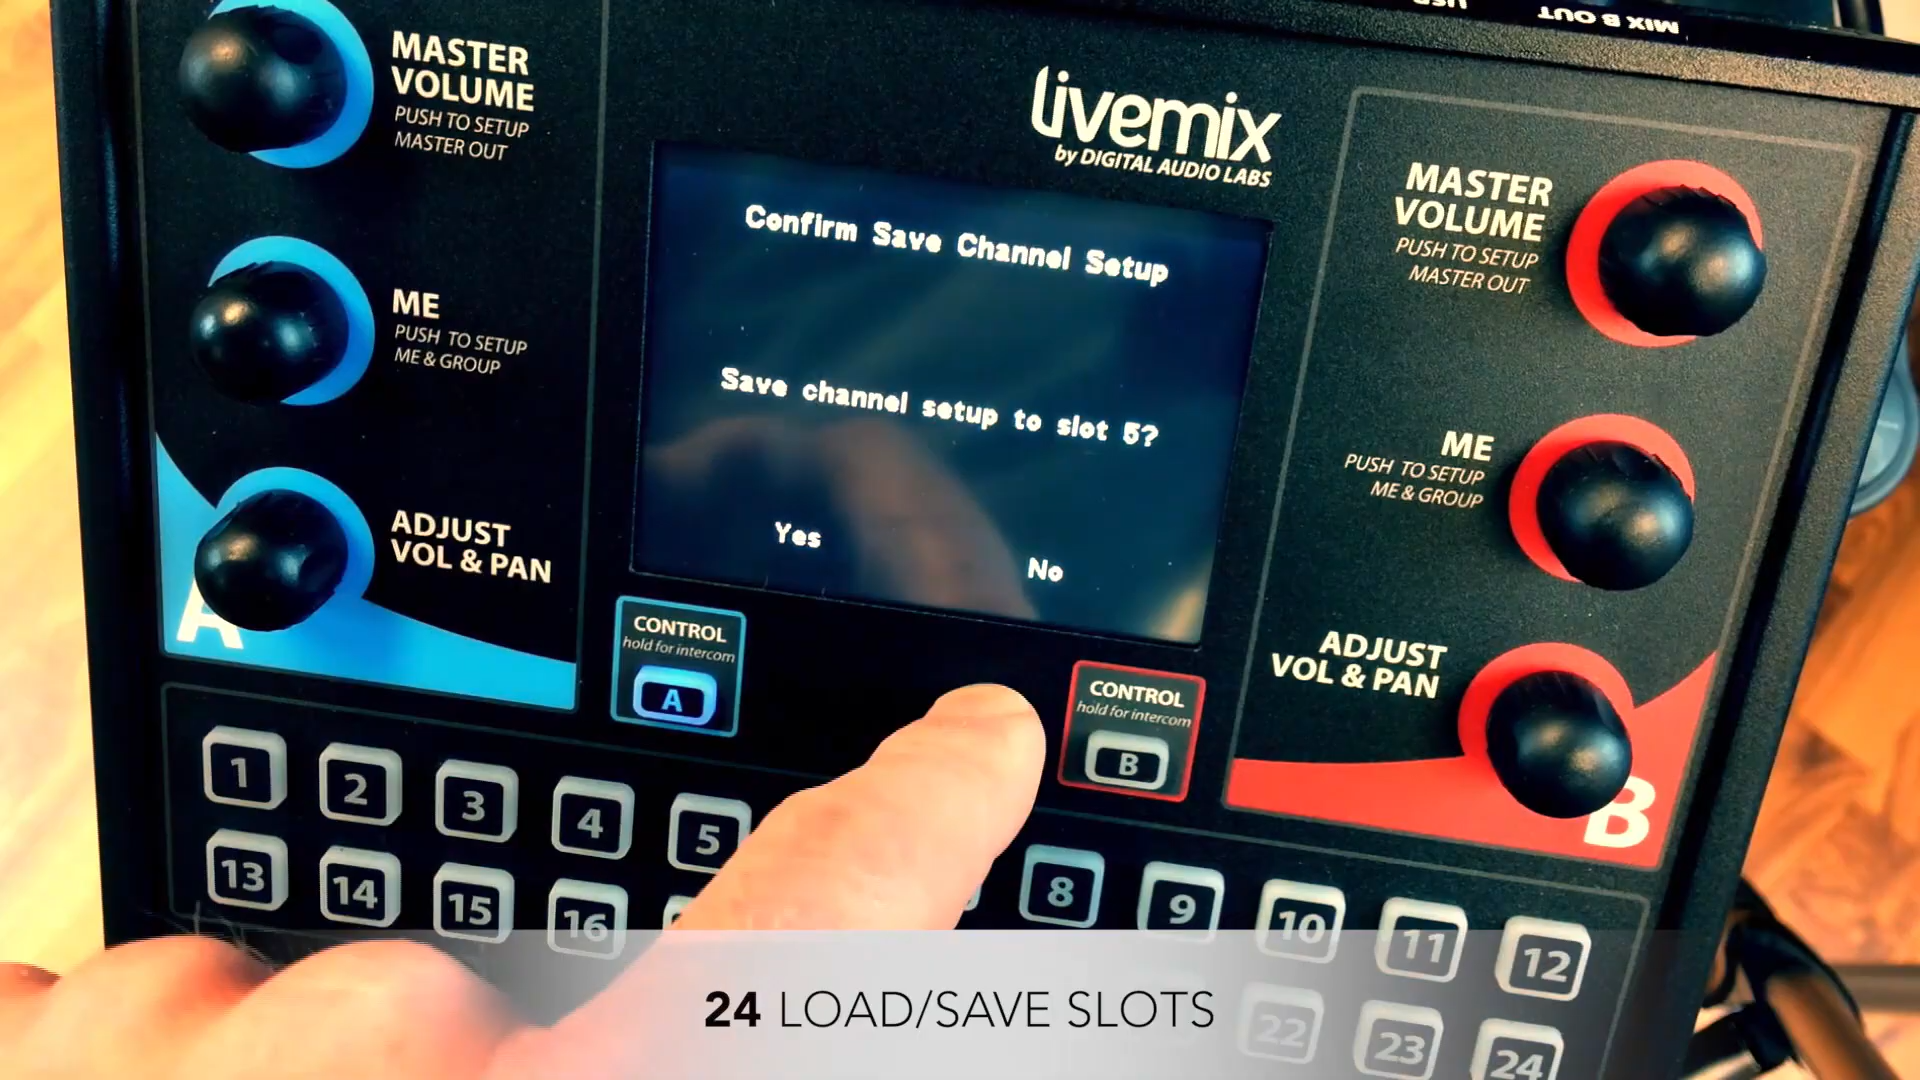 USB
MIX B OUT
MASTER
VOLUME
PUSH TO SETUP
MASTER OUT
ME
PUSH TO SETUP
ME & GROUP
ADJUST
VOL & PAN
A
livemix
by DIGITAL AUDIO LABS
Confirm Save Channel Setup
Save channel setup to slot 5?
Yes
No
CONTROL
hold for intercom
A
CONTROL
hold for intercom
B
MASTER
VOLUME
PUSH TO SETUP
MASTER OUT
ME
PUSH TO SETUP
ME & GROUP
ADJUST
VOL & PAN
B
1 2 3 4 5 8 9 10 11 12
13 14 15 16 22 23 24
24 LOAD/SAVE SLOTS